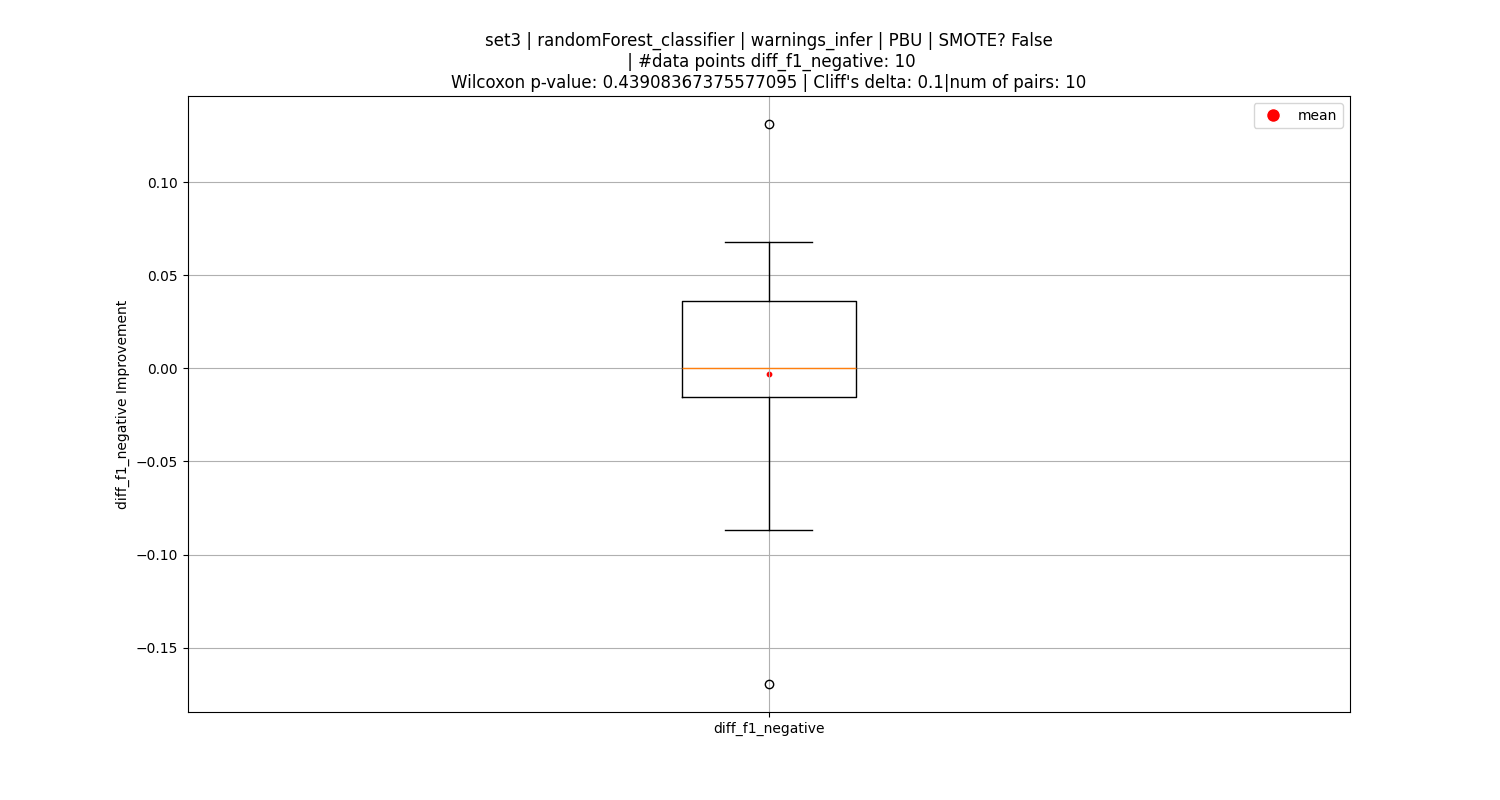 set3 | randomForest_classifier | warnings_infer | PBU | SMOTE? False
| #data points diff_f1_negative: 10
Wilcoxon p-value: 0.43908367375577095 | Cliff's delta: 0.1|num of pairs: 10
mean
0.10
0.05
0.00
−0.05
−0.10
−0.15
diff_f1_negative Improvement
diff_f1_negative